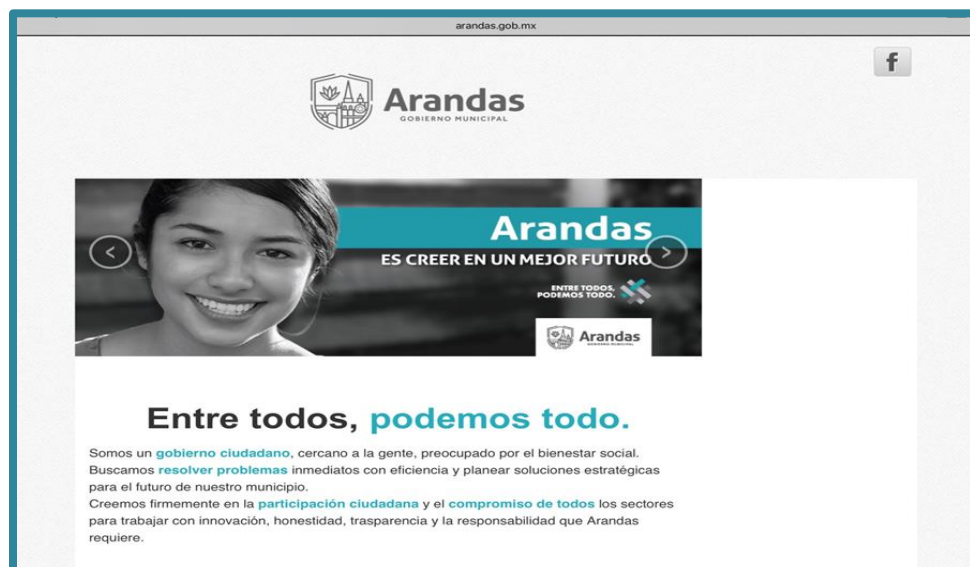 arandas.gob.mx
f
Arandas
GOBIERNO MUNICIPAL
Arandas
ES CREER EN UN MEJOR FUTURO
ENTRE TODOS,
PODEMOS TODO.
Arandas
GOBIERNO MUNICIPAL
Entre todos, podemos todo.
Somos un gobierno ciudadano, cercano a la gente, preocupado por el bienestar social.
Buscamos resolver problemas inmediatos con eficiencia y planear soluciones estratégicas
para el futuro de nuestro municipio.
Creemos firmemente en la participación ciudadana y el compromiso de todos los sectores
para trabajar con innovación, honestidad, trasparencia y la responsabilidad que Arandas
requiere.